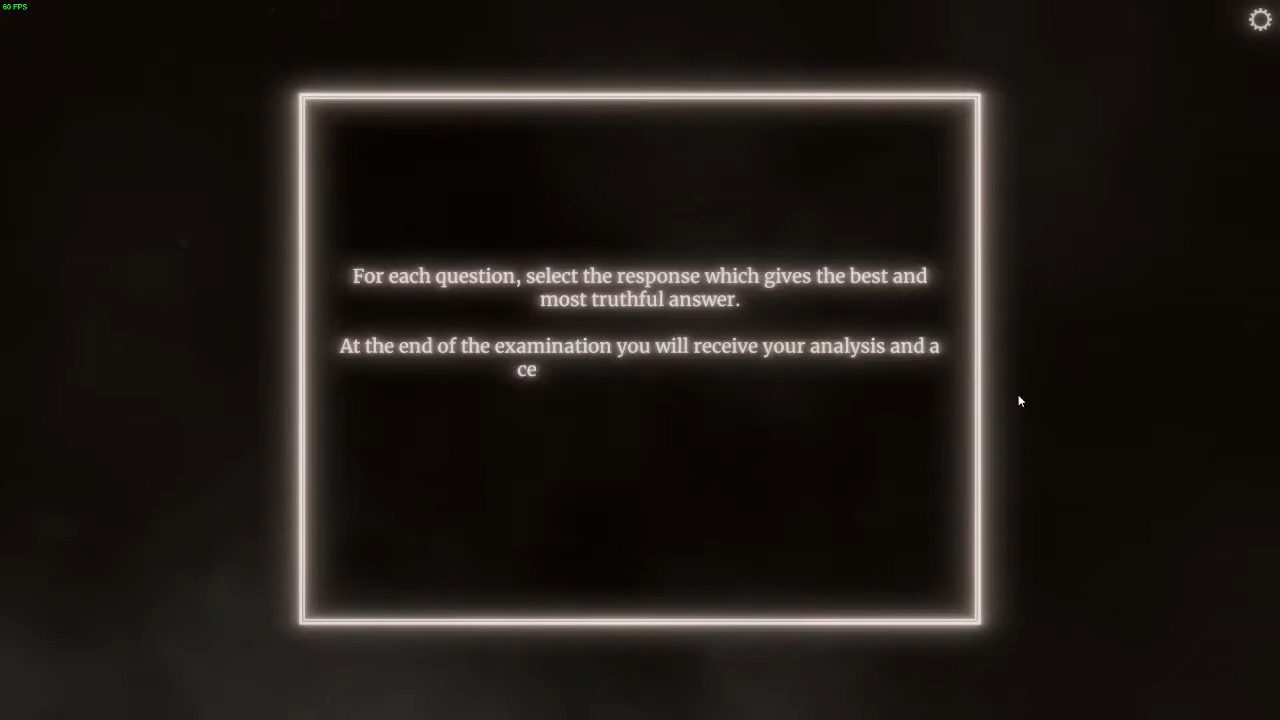 60 FPS
For each question, select the response which gives the best and
most truthful answer.
At the end of the examination you will receive your analysis and a
ce